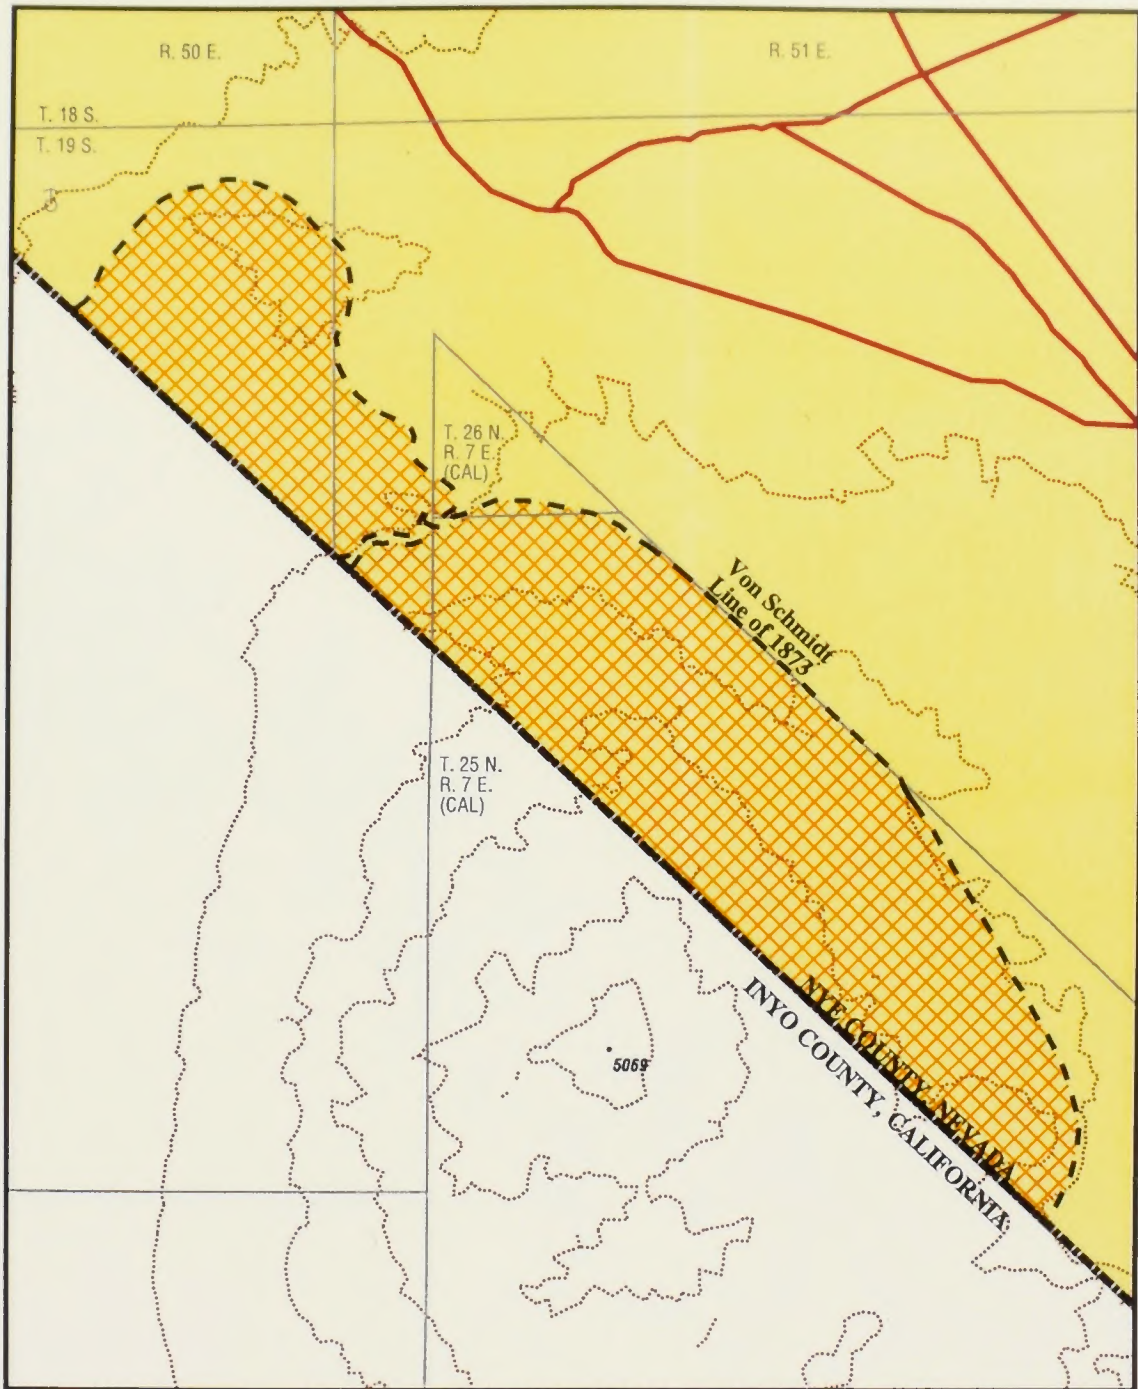 R. 50 E.
R. 51 E.
T. 18 S.
T. 19 S.
T. 26 N.
R. 7 E.
(CAL)
Von Schmidt
Line of 1873
T. 25 N.
R. 7 E.
(CAL)
NYE COUNTY, NEVADA
INYO COUNTY, CALIFORNIA
5069